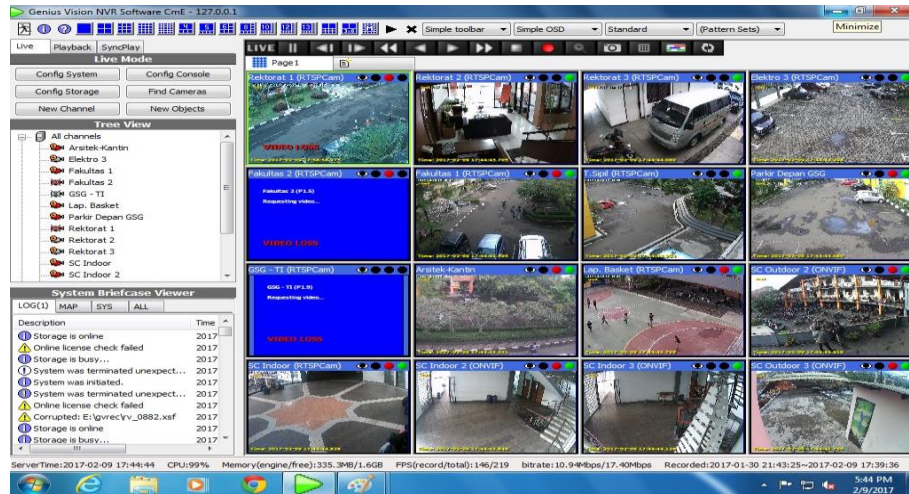 Genius Vision NVR Software CmE - 127.0.0.1
Simple toolbar
Simple OSD
Standard
(Pattern Sets)
Minimize
Live
Playback
SyncPlay
Live Mode
Config System
Config Console
Config Storage
Find Cameras
New Channel
New Objects
Tree View
All channels
Arsitek-Kantin
Elektro 3
Fakultas 1
Fakultas 2
GSG - TI
Lap. Basket
Parkir Depan GSG
Rektorat 1
Rektorat 2
Rektorat 3
SC Indoor
SC Indoor 2
System Briefcase Viewer
LOG(1)
MAP
SYS
ALL
Description
Time
Storage is online 2017
Online license check failed 2017
Storage is busy... 2017
System was terminated unexpect... 2017
System was initiated. 2017
System was terminated unexpect... 2017
Online license check failed 2017
Corrupted: E:\gvrec\rv_0882.xsf 2017
Storage is online 2017
Storage is busy... 2017
LIVE
Page1
Rektorat 1 (RTSPCam)
VIDEO LOSS
Rektorat 2 (RTSPCam)
Rektorat 3 (RTSPCam)
Elektro 3 (RTSPCam)
Fakultas 2 (RTSPCam)
Fakultas 2 (P1.5)
Requesting video...
VIDEO LOSS
Fakultas 1 (RTSPCam)
T.Sipil (RTSPCam)
Parkir Depan GSG
GSG - TI (RTSPCam)
GSG - TI (P1.9)
Requesting video...
VIDEO LOSS
Arsitek-Kantin
Lap. Basket (RTSPCam)
SC Outdoor 2 (ONVIF)
SC Indoor (RTSPCam)
SC Indoor 2 (ONVIF)
SC Indoor 3 (ONVIF)
SC Outdoor 3 (ONVIF)
ServerTime:2017-02-09 17:44:44 CPU:99% Memory(engine/free):335.3MB/1.6GB FPS(record/total):146/219 bitrate:10.94Mbps/17.40Mbps Recorded:2017-01-30 21:43:25~2017-02-09 17:39:36
5:44 PM
2/9/2017